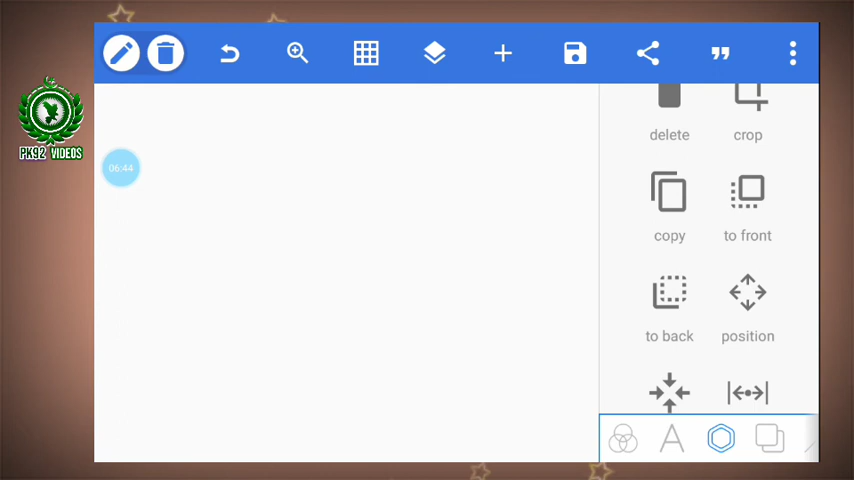 PK92 VIDEOS
06:44
delete crop
copy to front
to back position